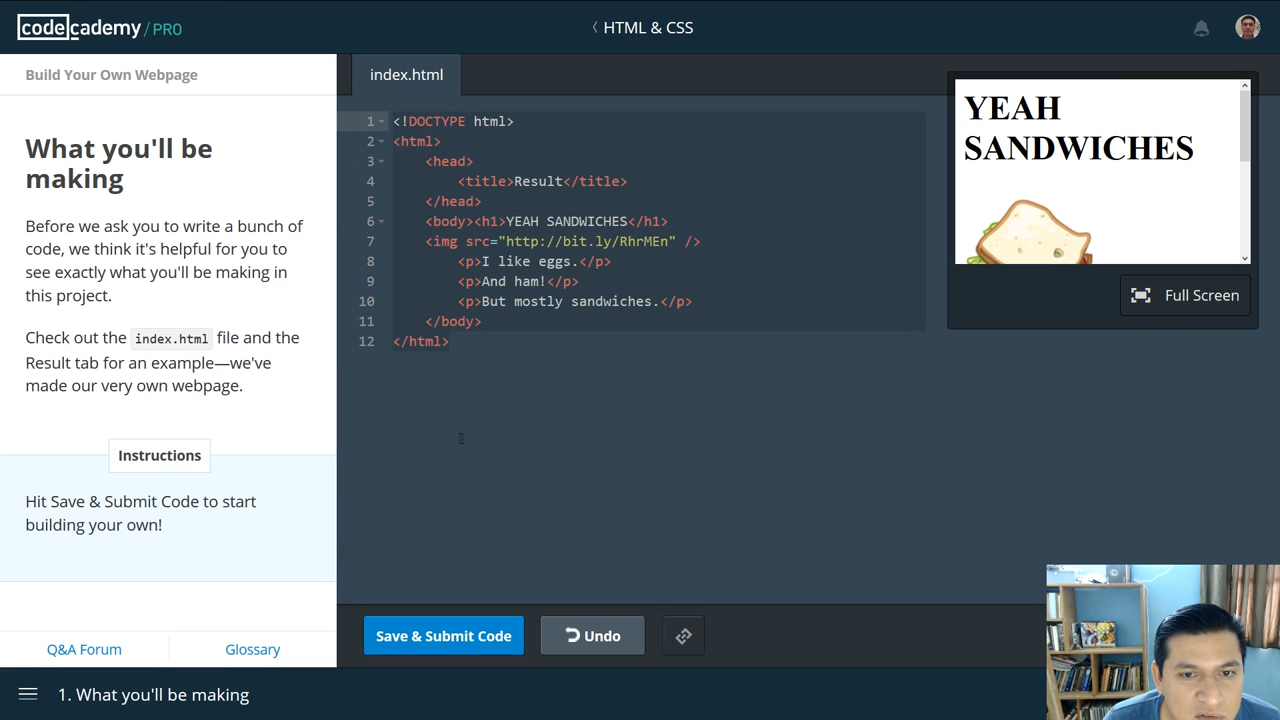 codecademy / PRO
HTML & CSS
Build Your Own Webpage
What you'll be
making
Before we ask you to write a bunch of
code, we think it's helpful for you to
see exactly what you'll be making in
this project.
Check out the index.html file and the
Result tab for an example—we've
made our very own webpage.
Instructions
Hit Save & Submit Code to start
building your own!
Q&A Forum
Glossary
index.html
1 <!DOCTYPE html>
2 <html>
3 <head>
4 <title>Result</title>
5 </head>
6 <body><h1>YEAH SANDWICHES</h1>
7 <img src="http://bit.ly/RhrMEn" />
8 <p>I like eggs.</p>
9 <p>And ham!</p>
10 <p>But mostly sandwiches.</p>
11 </body>
12 </html>
YEAH
SANDWICHES
Full Screen
Save & Submit Code
Undo
1. What you'll be making